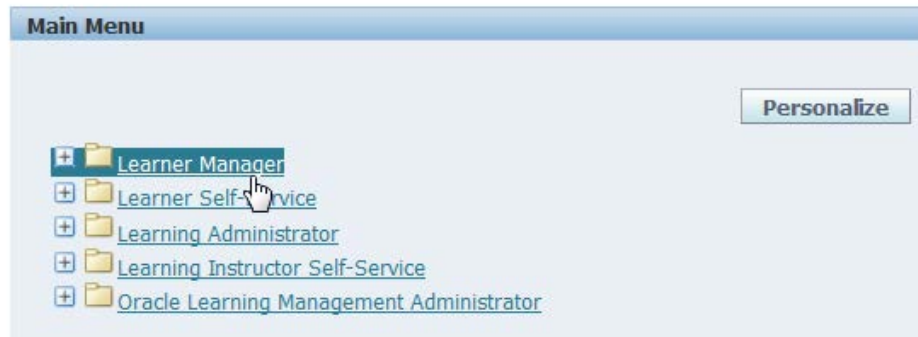 Main Menu
Personalize
Learner Manager
Learner Self-Service
Learning Administrator
Learning Instructor Self-Service
Oracle Learning Management Administrator